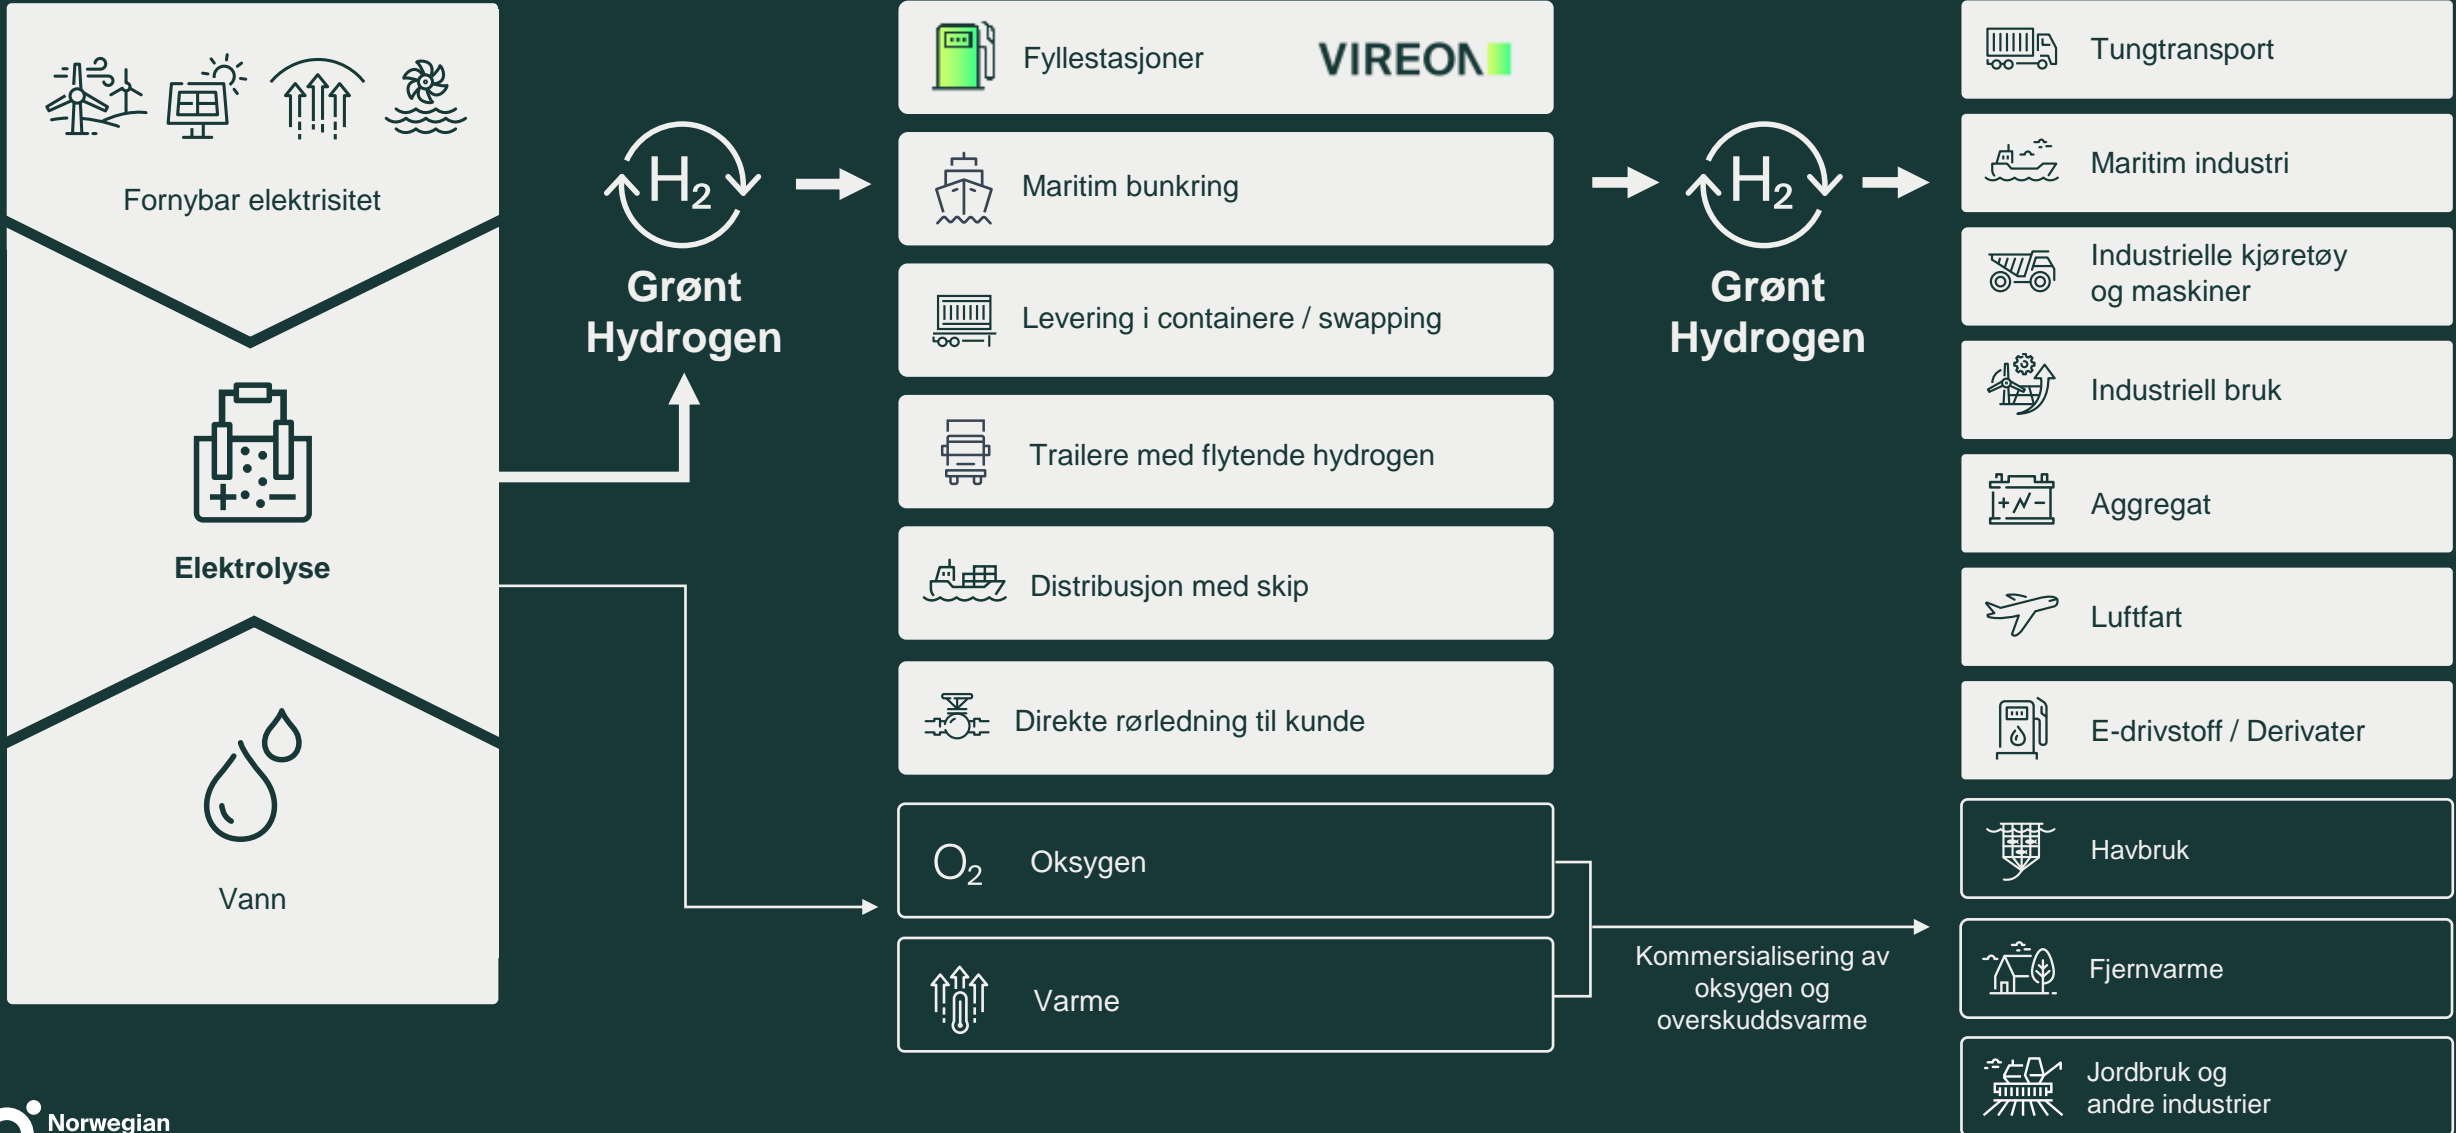 Fornybar elektrisitet
Elektrolyse
Vann
H₂
Grønt
Hydrogen
Fyllestasjoner
VIREON
Maritim bunkring
Levering i containere / swapping
Trailere med flytende hydrogen
Distribusjon med skip
Direkte rørledning til kunde
O₂ Oksygen
Varme
H₂
Grønt
Hydrogen
Kommersialisering av
oksygen og
overskuddsvarme
Tungtransport
Maritim industri
Industrielle kjøretøy
og maskiner
Industriell bruk
Aggregat
Luftfart
E-drivstoff / Derivater
Havbruk
Fjernvarme
Jordbruk og
andre industrier
Norwegian